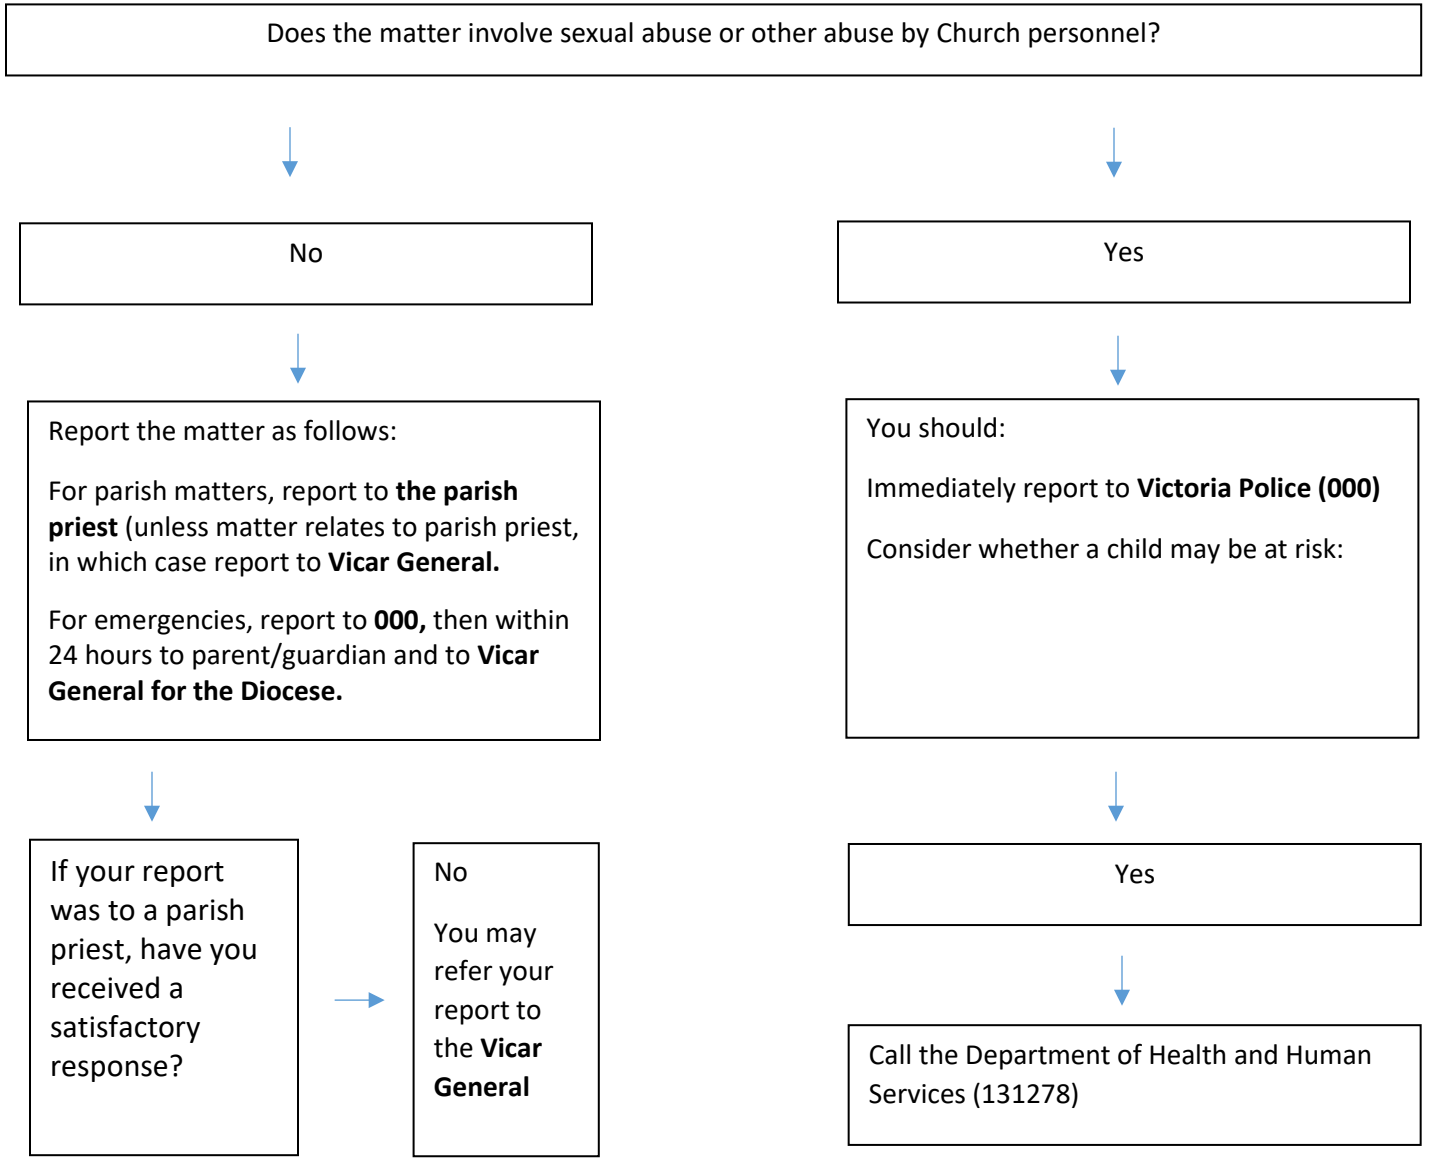 Does the matter involve sexual abuse or other abuse by Church personnel?
No
Yes
Report the matter as follows:
For parish matters, report to the parish
priest (unless matter relates to parish priest,
in which case report to Vicar General.
For emergencies, report to 000, then within
24 hours to parent/guardian and to Vicar
General for the Diocese.
You should:
Immediately report to Victoria Police (000)
Consider whether a child may be at risk:
If your report
was to a parish
priest, have you
received a
satisfactory
response?
No
You may
refer your
report to
the Vicar
General
Yes
Call the Department of Health and Human
Services (131278)